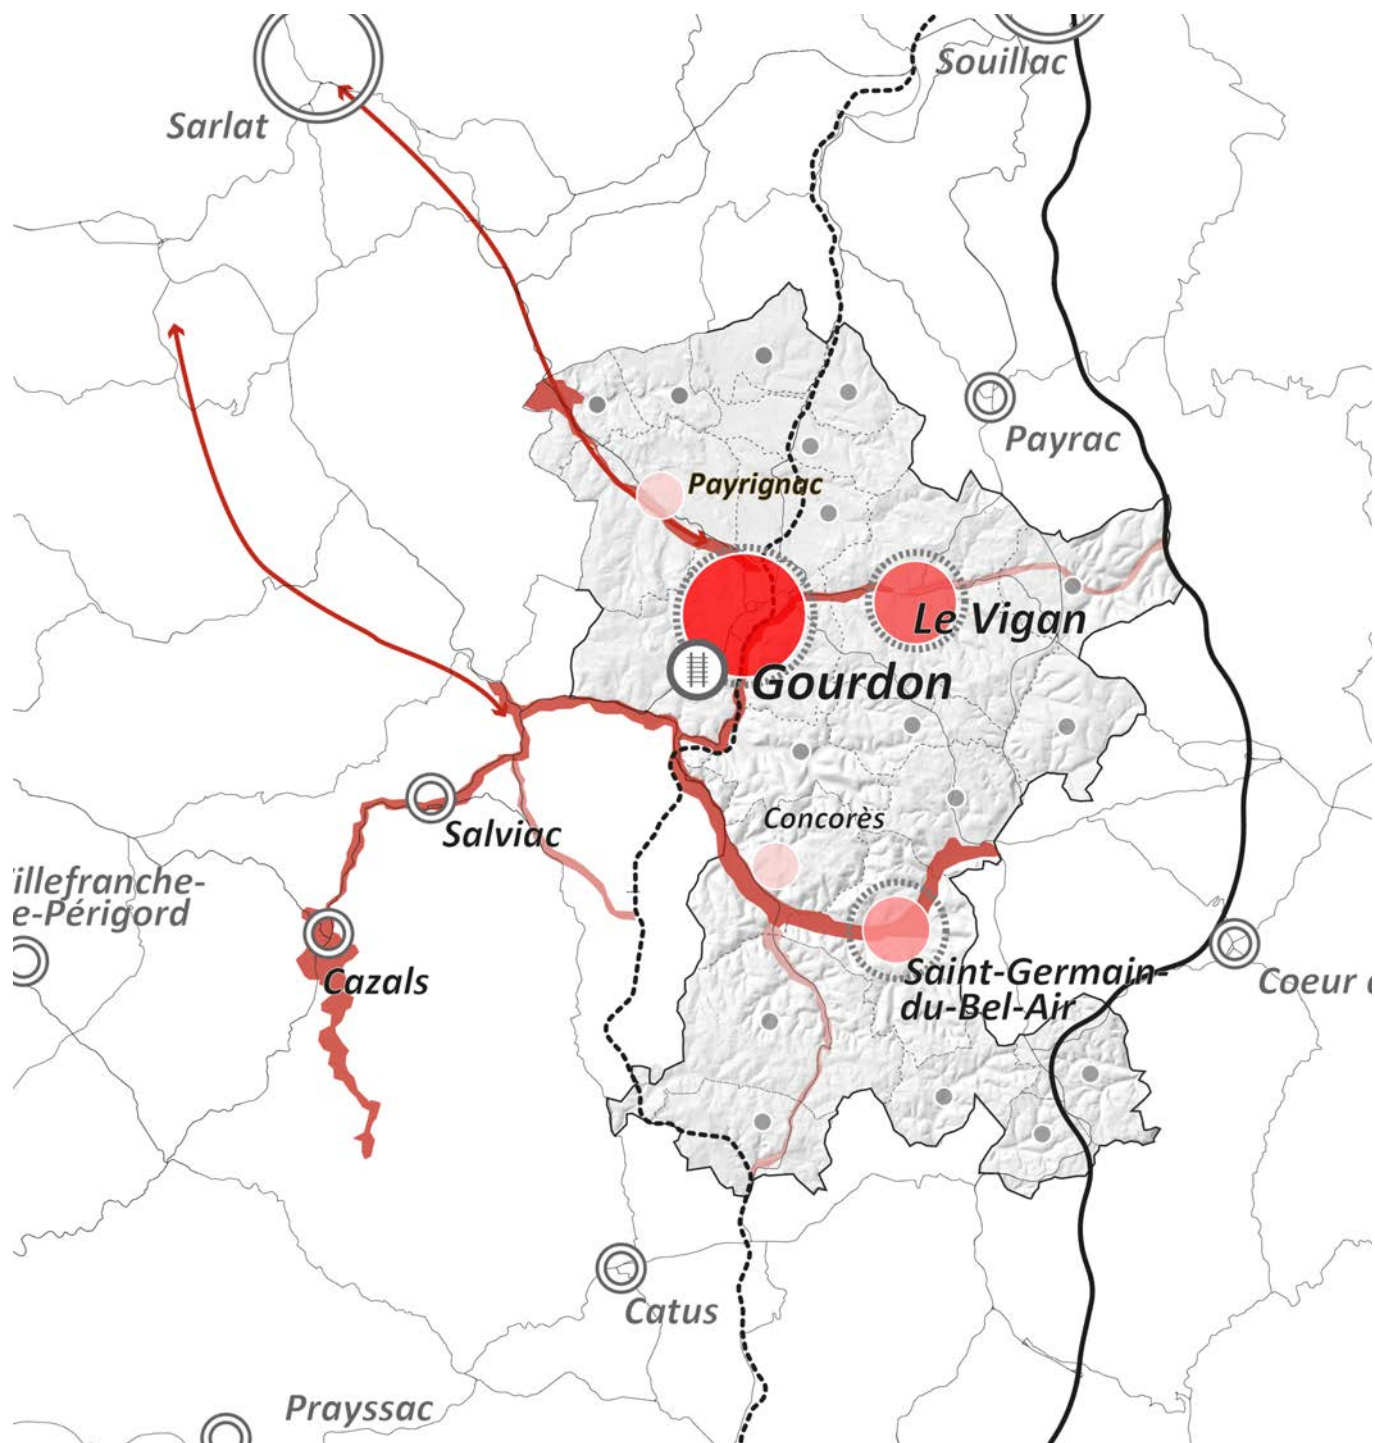 Souillac
Sarlat
Payrac
Payrignac
Le Vigan
Gourdon
Concorès
Salviac
illefranche-
e-Périgord
Cazals
Saint-Germain-
du-Bel-Air
Coeur
Catus
Prayssac